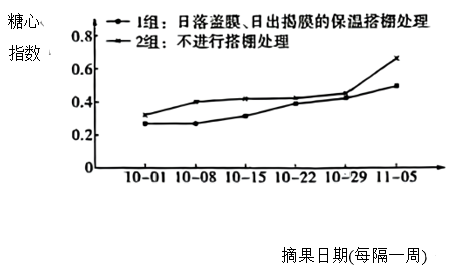 糖心
指数
1组：日落盖膜、日出揭膜的保温搭棚处理
2组：不进行搭棚处理
0.8
0.6
0.4
0.2
0
10-01 10-08 10-15 10-22 10-29 11-05
摘果日期(每隔一周)